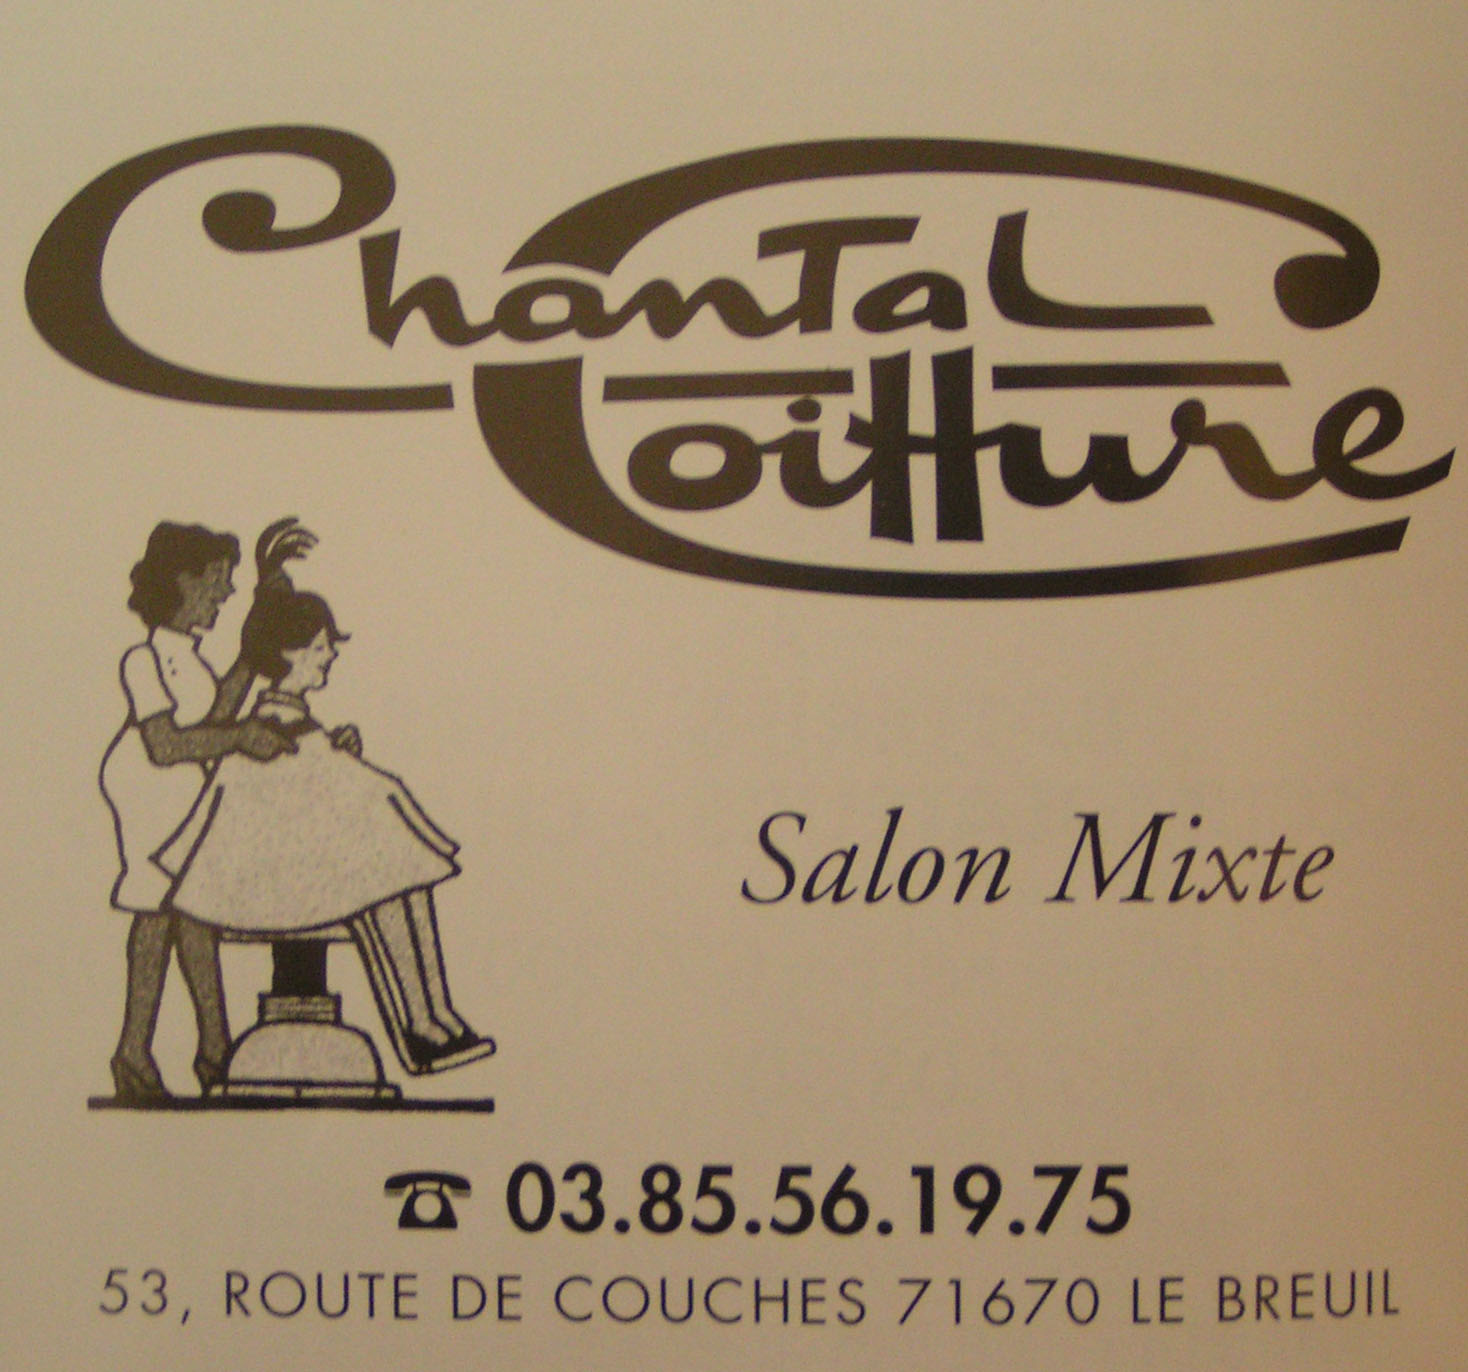 Chantal
Coiffure
Salon Mixte
☎ 03.85.56.19.75
53, ROUTE DE COUCHES 71670 LE BREUIL